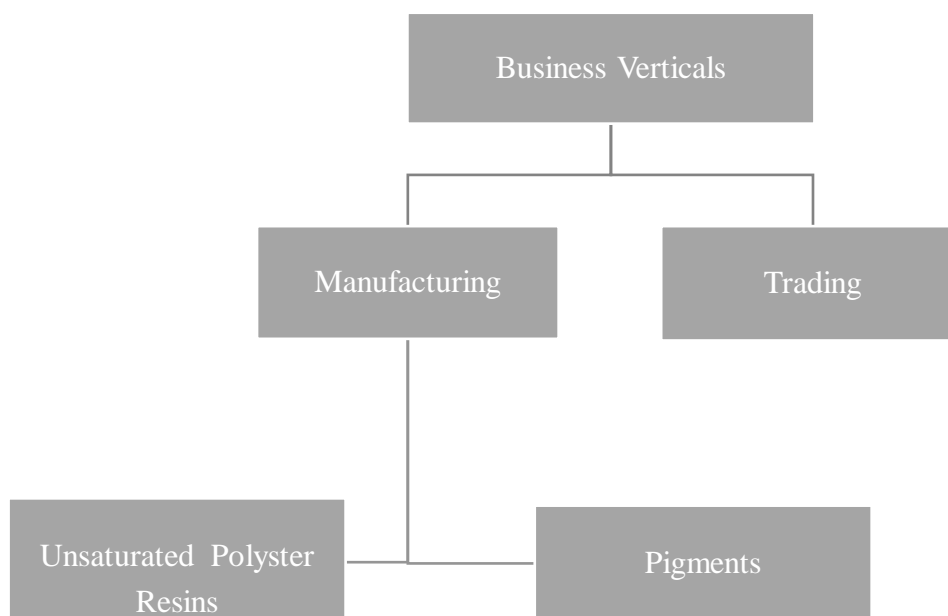 Business Verticals
Manufacturing
Trading
Unsaturated Polyster
Resins
Pigments